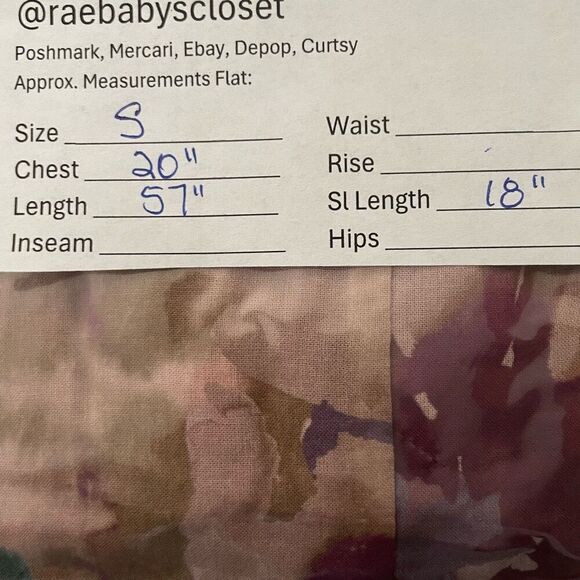 @raebabyscloset
Poshmark, Mercari, Ebay, Depop, Curtsy
Approx. Measurements Flat:
Size S Waist
Chest 20" Rise
Length 57" Sl Length 18"
Inseam Hips